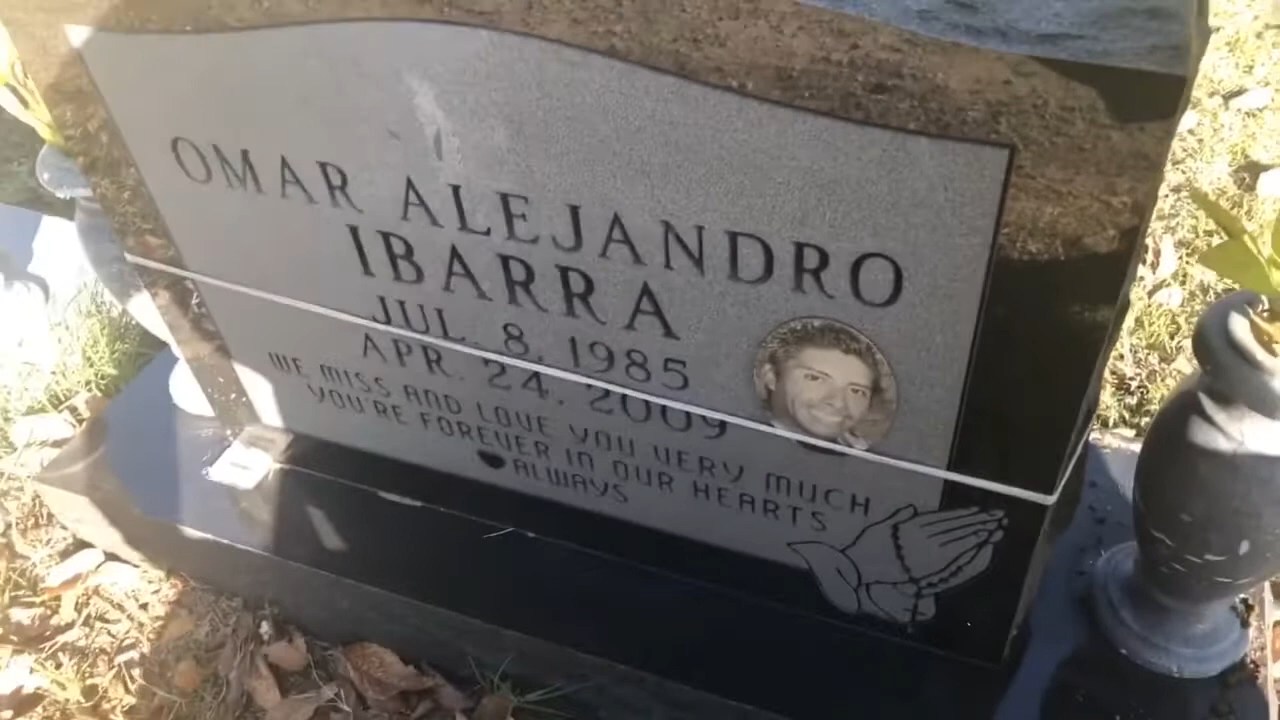 OMAR ALEJANDRO
IBARRA
JUL. 8, 1985
APR. 24, 2009
WE MISS AND LOVE YOU VERY MUCH
YOU'RE FOREVER IN OUR HEARTS
ALWAYS